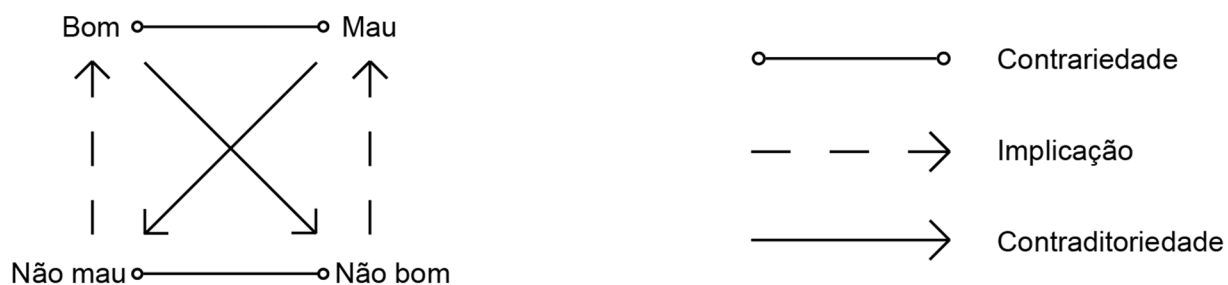 Bom Mau
Não mau Não bom
Contrariedade
Implicação
Contraditoriedade